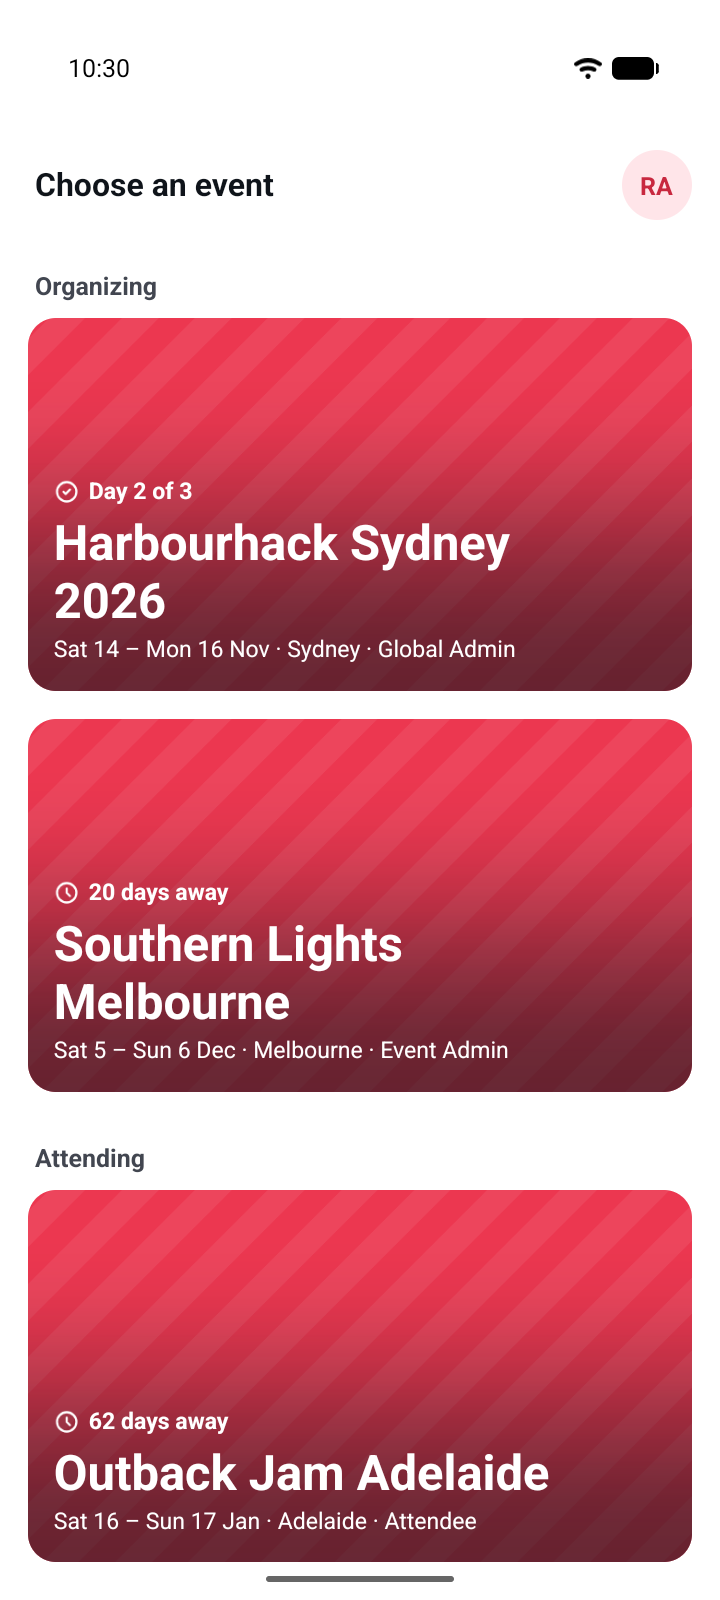 10:30
Choose an event
RA
Organizing
Day 2 of 3
Harbourhack Sydney
2026
Sat 14 – Mon 16 Nov · Sydney · Global Admin
20 days away
Southern Lights
Melbourne
Sat 5 – Sun 6 Dec · Melbourne · Event Admin
Attending
62 days away
Outback Jam Adelaide
Sat 16 – Sun 17 Jan · Adelaide · Attendee